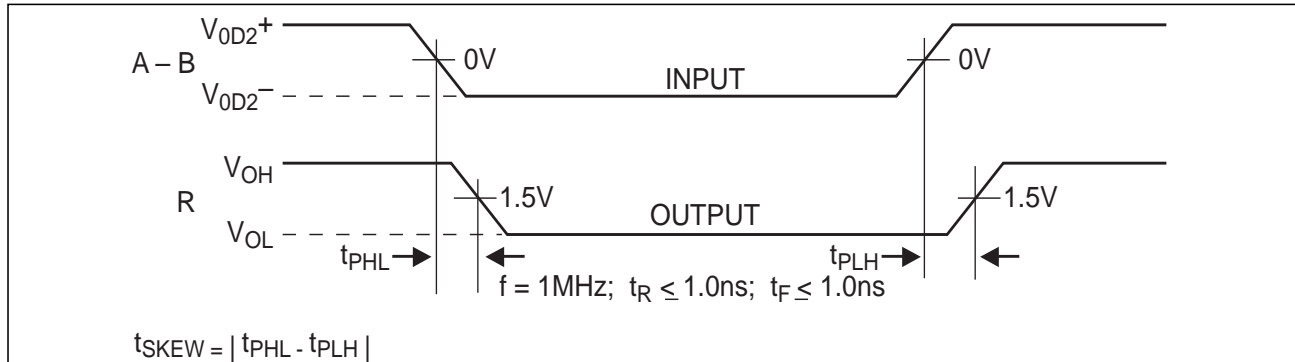 V0D2+
A – B
0V
0V
INPUT
V0D2–
VOH
R
1.5V
1.5V
OUTPUT
VOL
tPHL
tPLH
f = 1MHz; tR ≤ 1.0ns; tF ≤ 1.0ns
tSKEW = | tPHL - tPLH |